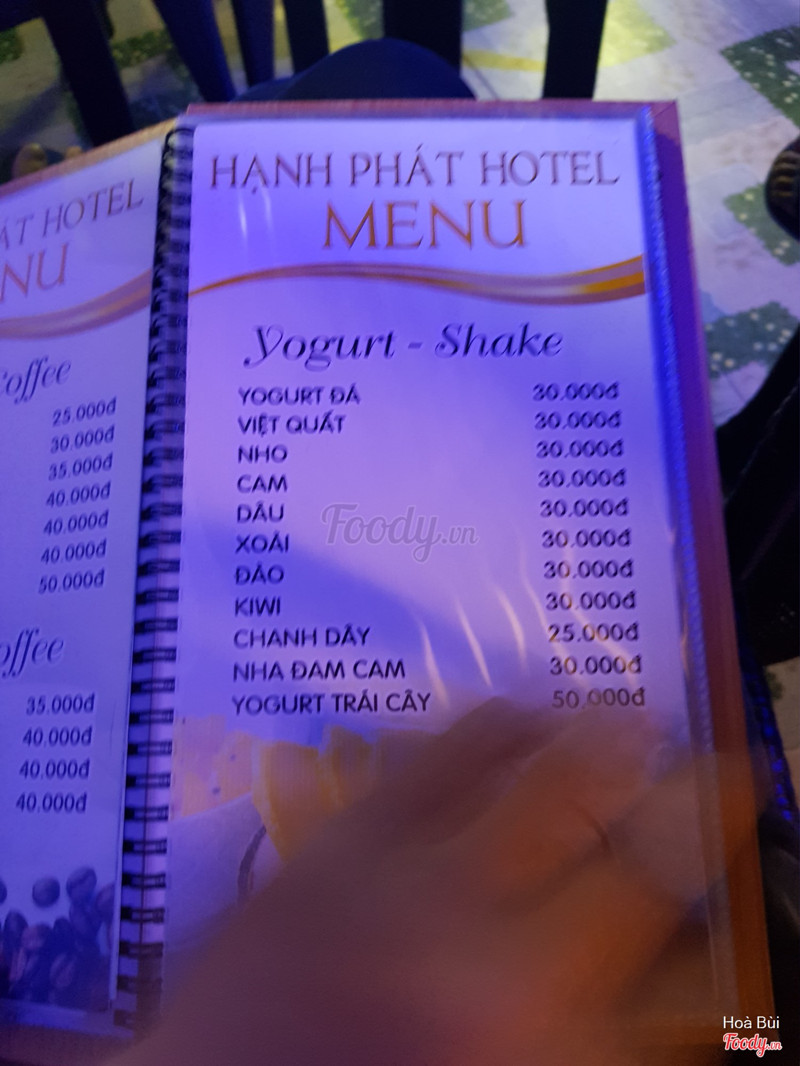 ÁT HOTEL
NU
Coffee
25.000đ
30.000đ
35.000đ
40.000đ
40.000đ
40.000đ
50.000đ
offee
35.000đ
40.000đ
40.000đ
40.000đ
HẠNH PHÁT HOTEL
MENU
Yogurt - Shake
YOGURT ĐÁ 30.000đ
VIỆT QUẤT 30.000đ
NHO 30.000đ
CAM 30.000đ
DÂU 30.000đ
XOÀI 30.000đ
ĐÀO 30.000đ
KIWI 30.000đ
CHANH DÂY 25.000đ
NHA ĐAM CAM 30.000đ
YOGURT TRÁI CÂY 50.000đ
Foody.vn
Hoà Bùi
Foody.vn